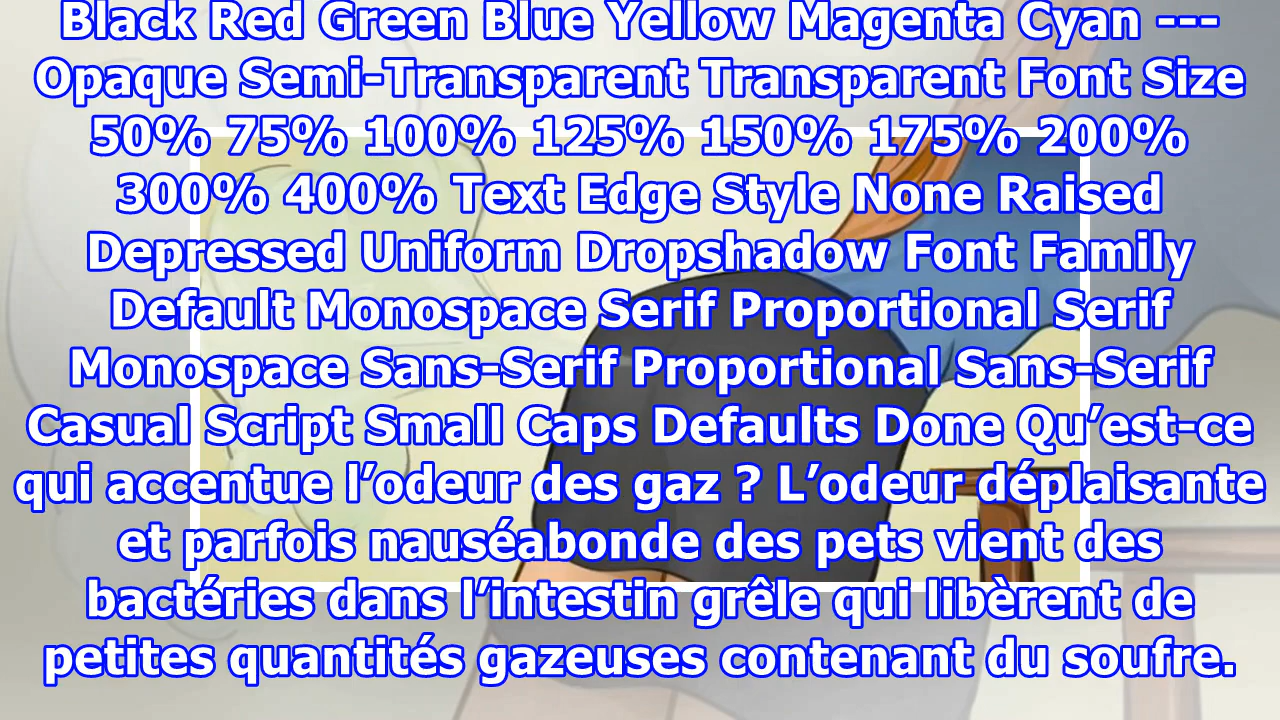 Black Red Green Blue Yellow Magenta Cyan ---
Opaque Semi-Transparent Transparent Font Size
50% 75% 100% 125% 150% 175% 200%
300% 400% Text Edge Style None Raised
Depressed Uniform Dropshadow Font Family
Default Monospace Serif Proportional Serif
Monospace Sans-Serif Proportional Sans-Serif
Casual Script Small Caps Defaults Done Qu’est-ce
qui accentue l’odeur des gaz ? L’odeur déplaisante
et parfois nauséabonde des pets vient des
bactéries dans l’intestin grêle qui libèrent de
petites quantités gazeuses contenant du soufre.